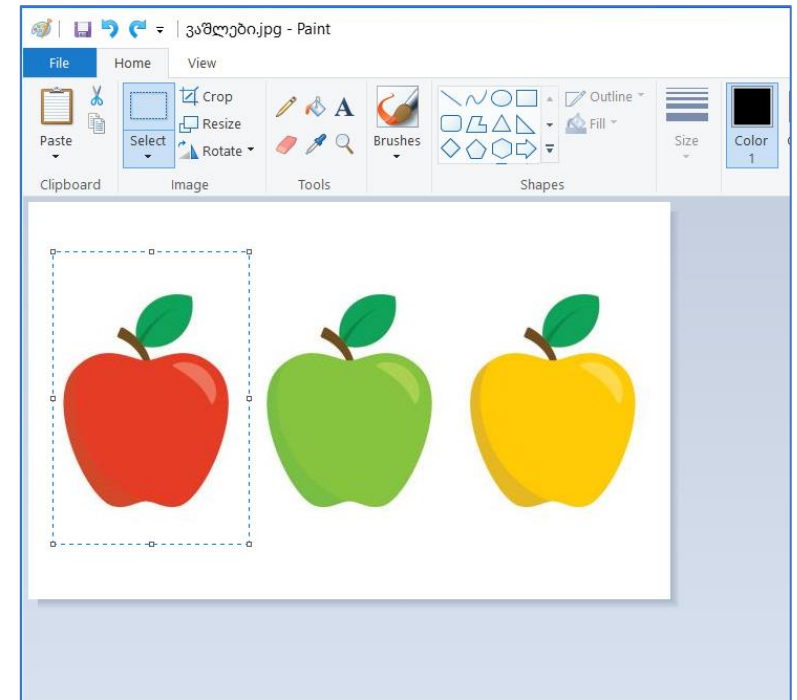 ვაშლები.jpg - Paint
File Home View
Paste Select Crop Resize Rotate A Brushes Outline Fill Size Color 1
Clipboard Image Tools Shapes